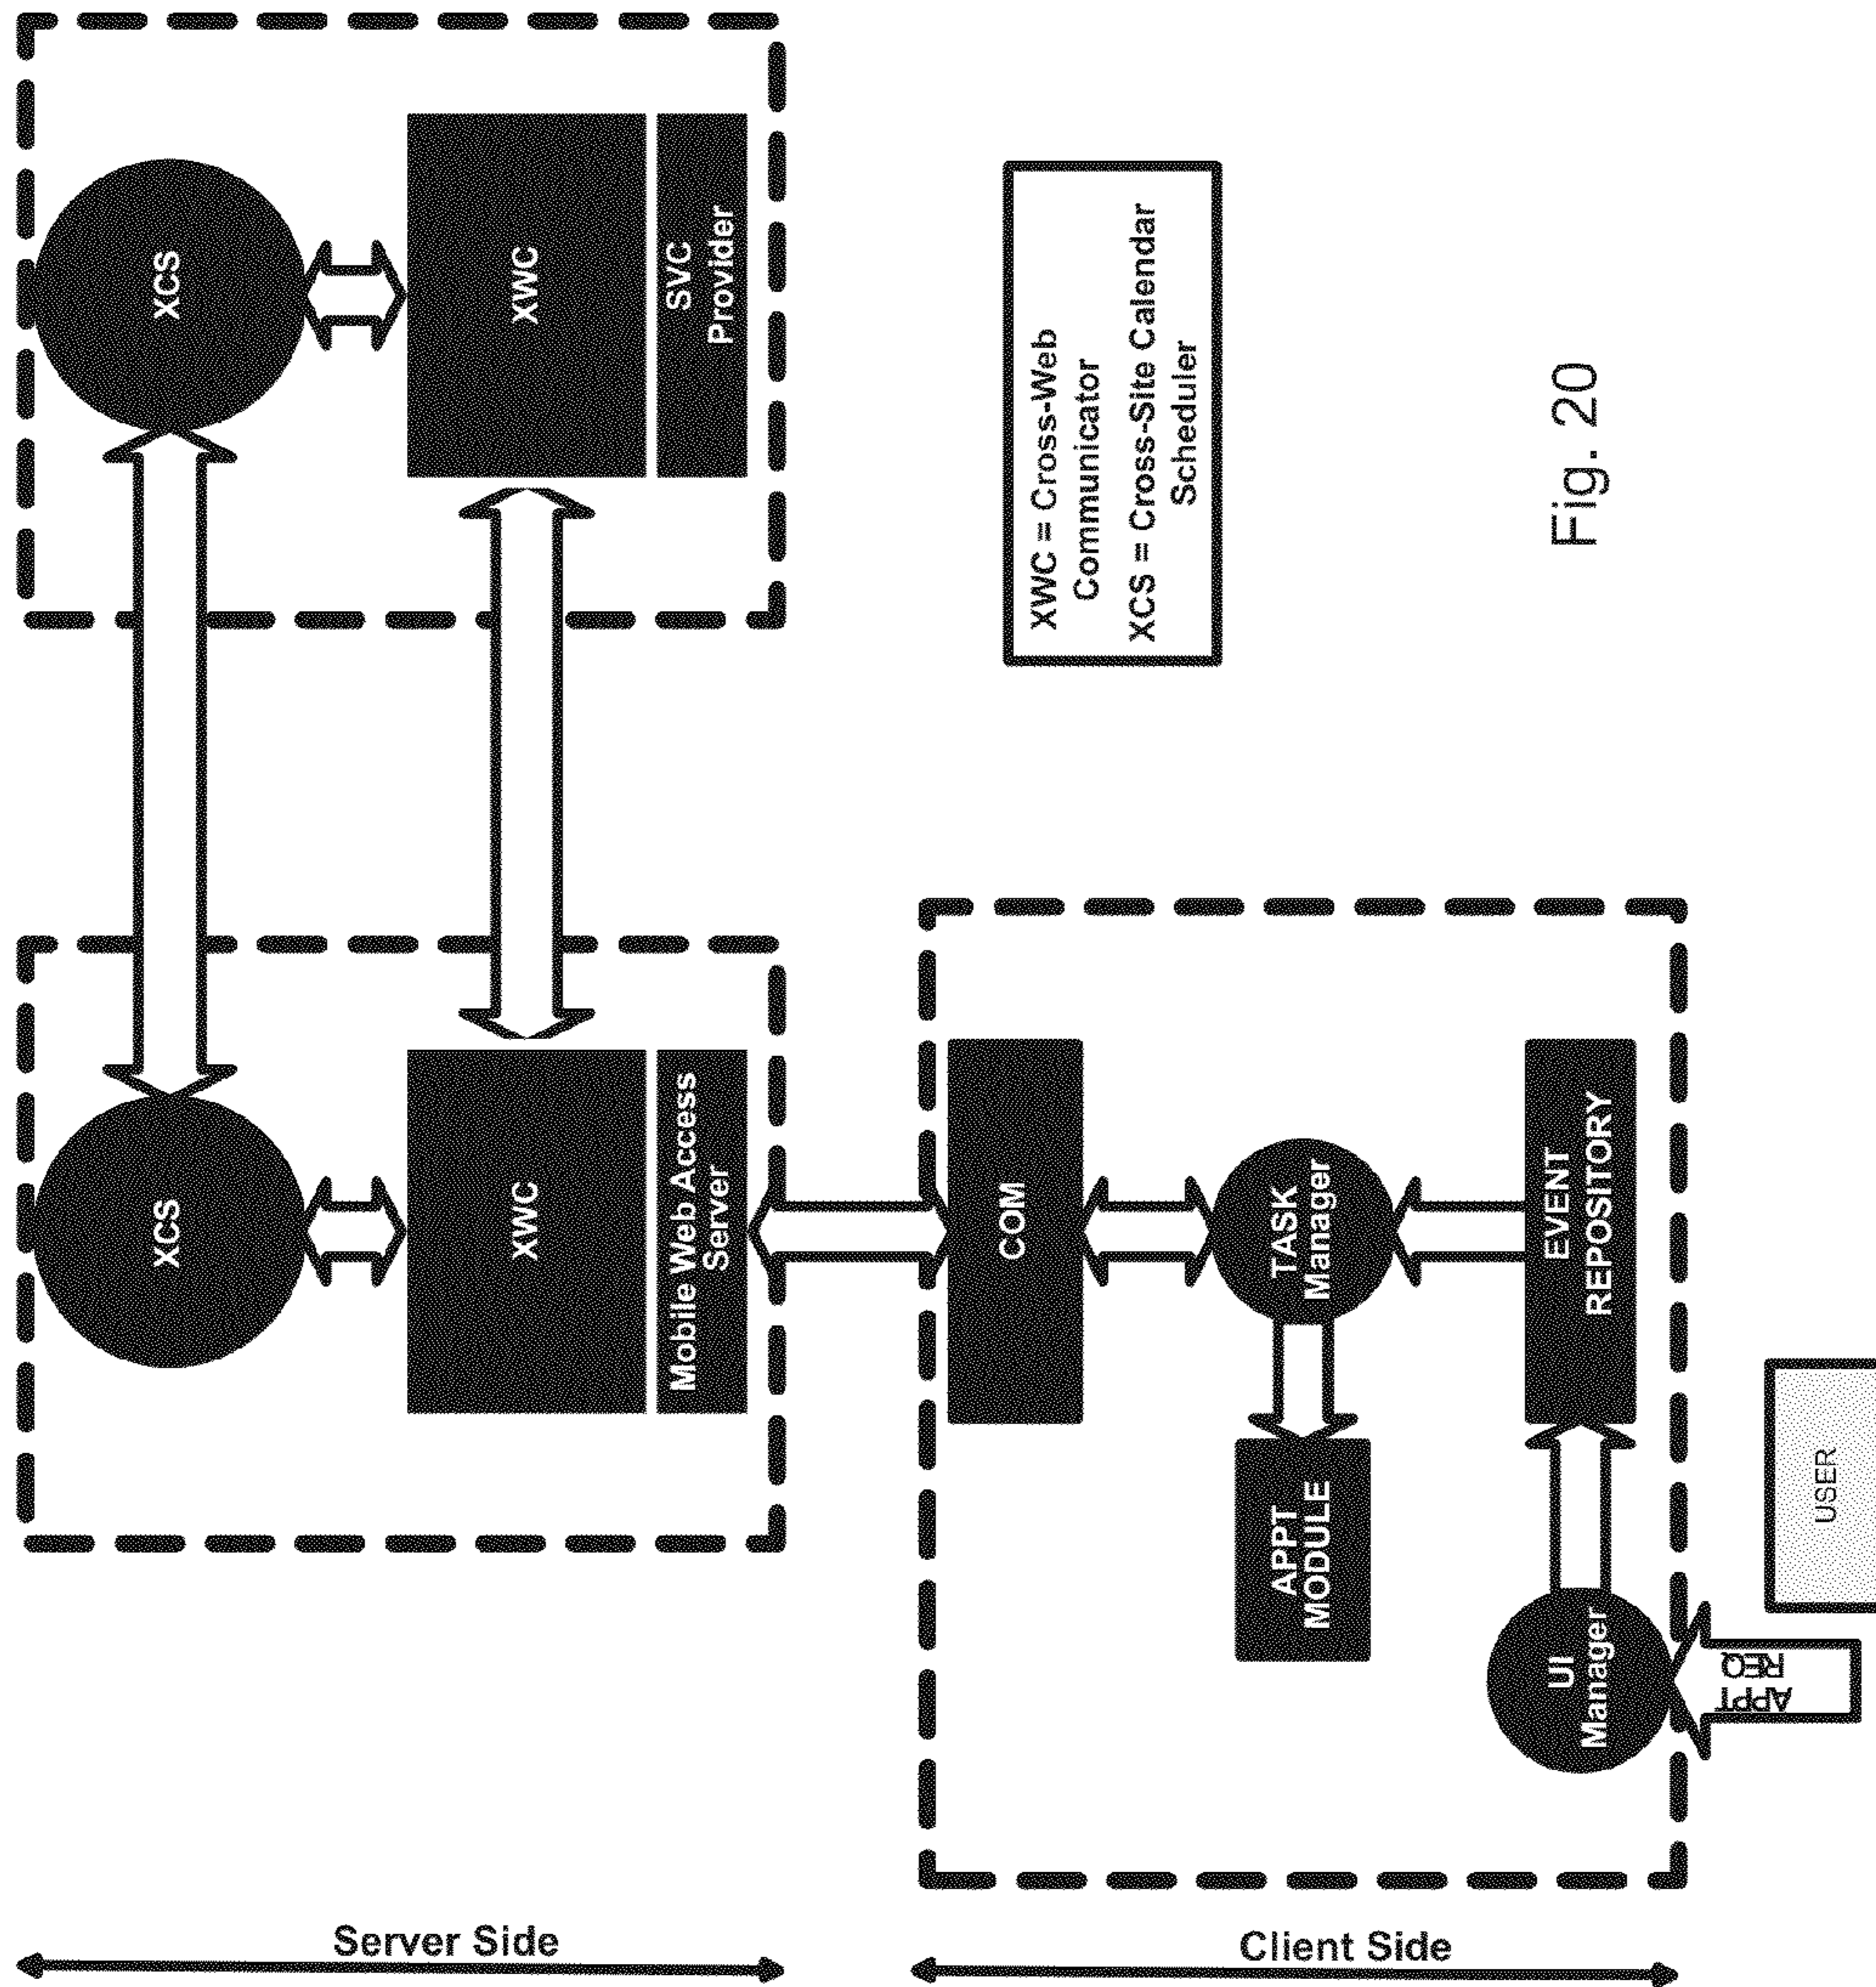 XCS
XWC
SVC
Provider
XCS
XWC
Mobile Web Access
Server
XWC = Cross-Web
Communicator
XCS = Cross-Site Calendar
Scheduler
COM
TASK
Manager
APPT
MODULE
EVENT
REPOSITORY
UI
Manager
APPT
REQ
USER
Server Side
Client Side
Fig. 20